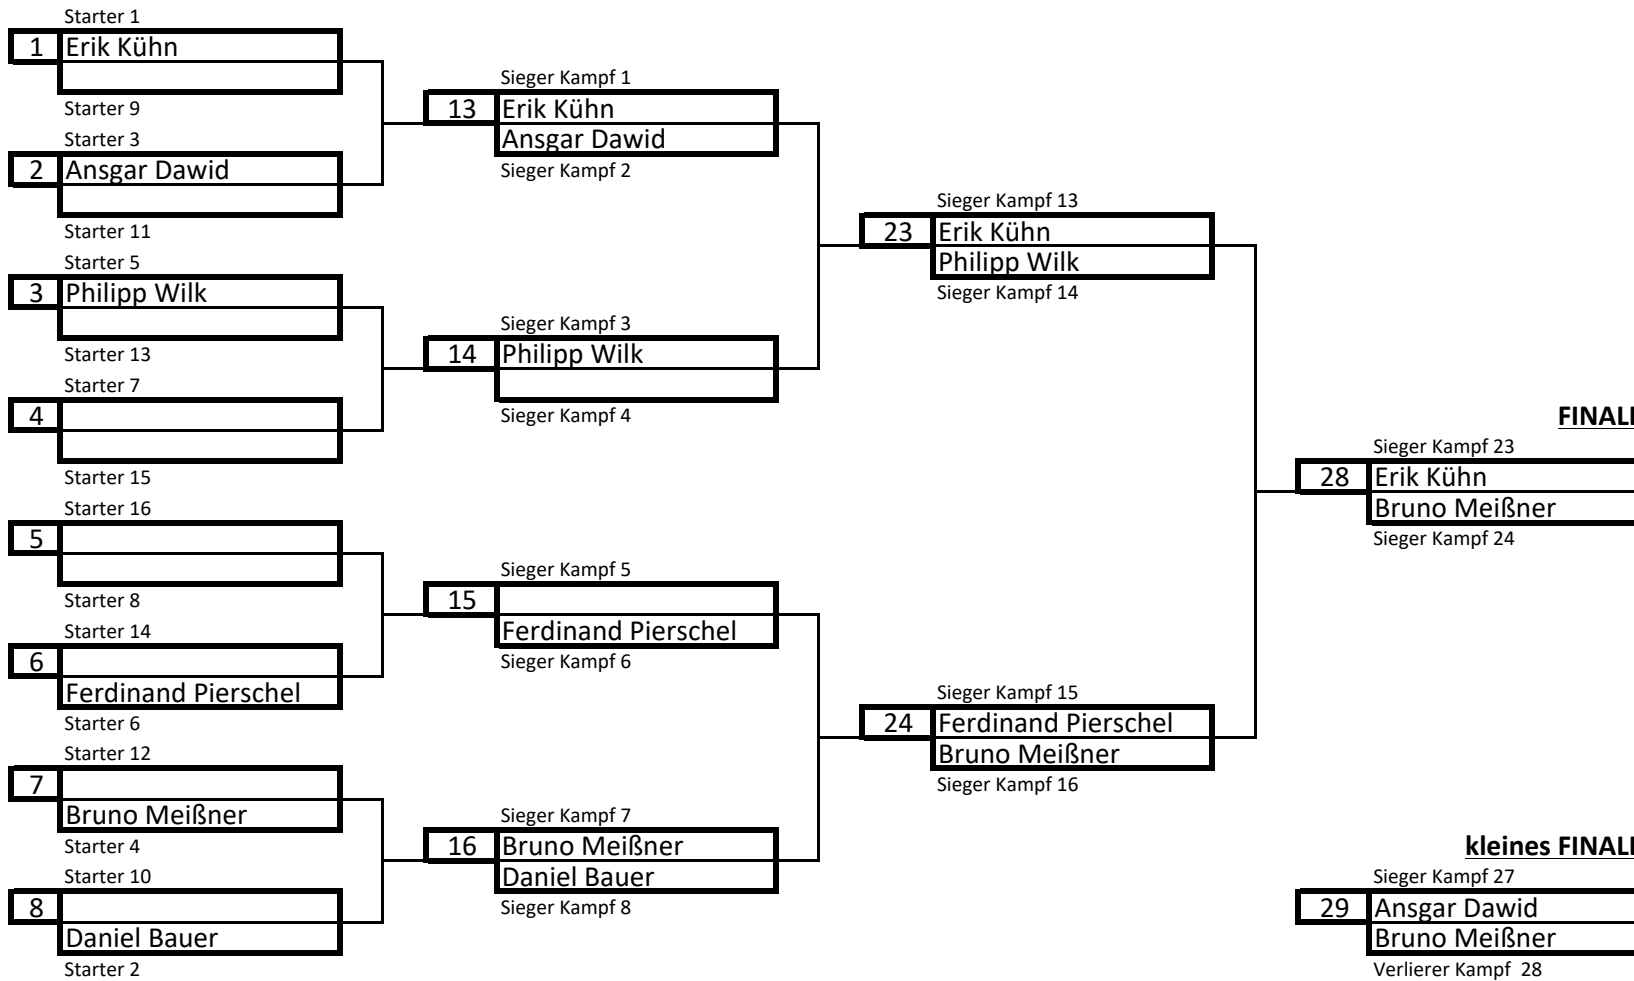 Starter 1
1 Erik Kühn
Starter 9
Starter 3
2 Ansgar Dawid
Starter 11
Starter 5
3 Philipp Wilk
Starter 13
Starter 7
4
Starter 15
Starter 16
5
Starter 8
Starter 14
6
Ferdinand Pierschel
Starter 6
Starter 12
7
Bruno Meißner
Starter 4
Starter 10
8
Daniel Bauer
Starter 2
Sieger Kampf 1
13 Erik Kühn
Ansgar Dawid
Sieger Kampf 2
Sieger Kampf 3
14 Philipp Wilk
Sieger Kampf 4
Sieger Kampf 5
15
Ferdinand Pierschel
Sieger Kampf 6
Sieger Kampf 7
16 Bruno Meißner
Daniel Bauer
Sieger Kampf 8
Sieger Kampf 13
23 Erik Kühn
Philipp Wilk
Sieger Kampf 14
Sieger Kampf 15
24 Ferdinand Pierschel
Bruno Meißner
Sieger Kampf 16
FINALE
Sieger Kampf 23
28 Erik Kühn
Bruno Meißner
Sieger Kampf 24
kleines FINALE
Sieger Kampf 27
29 Ansgar Dawid
Bruno Meißner
Verlierer Kampf 28